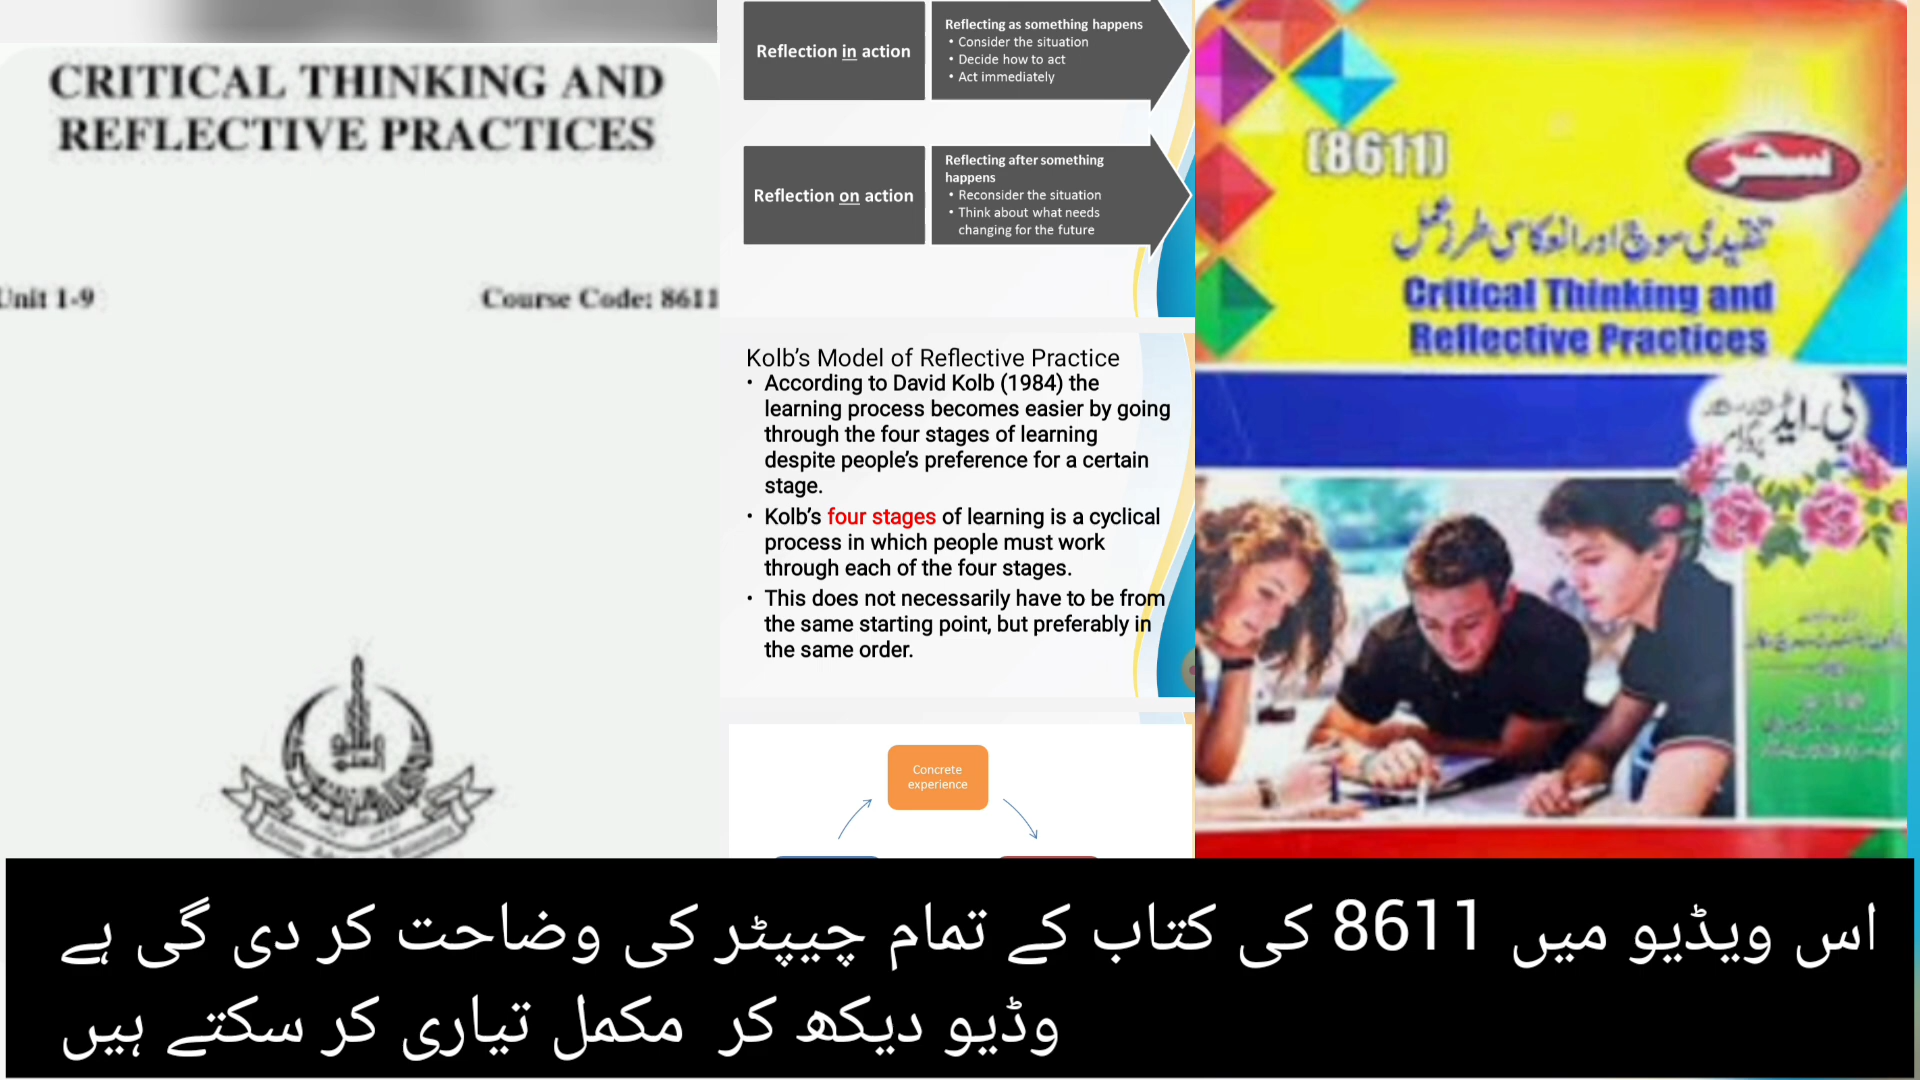 CRITICAL THINKING AND
REFLECTIVE PRACTICES
Unit 1-9
Course Code: 8611
Reflection in action
Reflecting as something happens
• Consider the situation
• Decide how to act
• Act immediately
Reflection on action
Reflecting after something
happens
• Reconsider the situation
• Think about what needs
changing for the future
Kolb’s Model of Reflective Practice
• According to David Kolb (1984) the
learning process becomes easier by going
through the four stages of learning
despite people’s preference for a certain
stage.
• Kolb’s four stages of learning is a cyclical
process in which people must work
through each of the four stages.
• This does not necessarily have to be from
the same starting point, but preferably in
the same order.
Concrete
experience
(8611)
سحر
تنقیدی سوچ اور انعکاسی طرز عمل
Critical Thinking and
Reflective Practices
بی۔ایڈ
اس ویڈیو میں 8611 کی کتاب کے تمام چیپٹر کی وضاحت کر دی گی ہے
وڈیو دیکھ کر مکمل تیاری کر سکتے ہیں